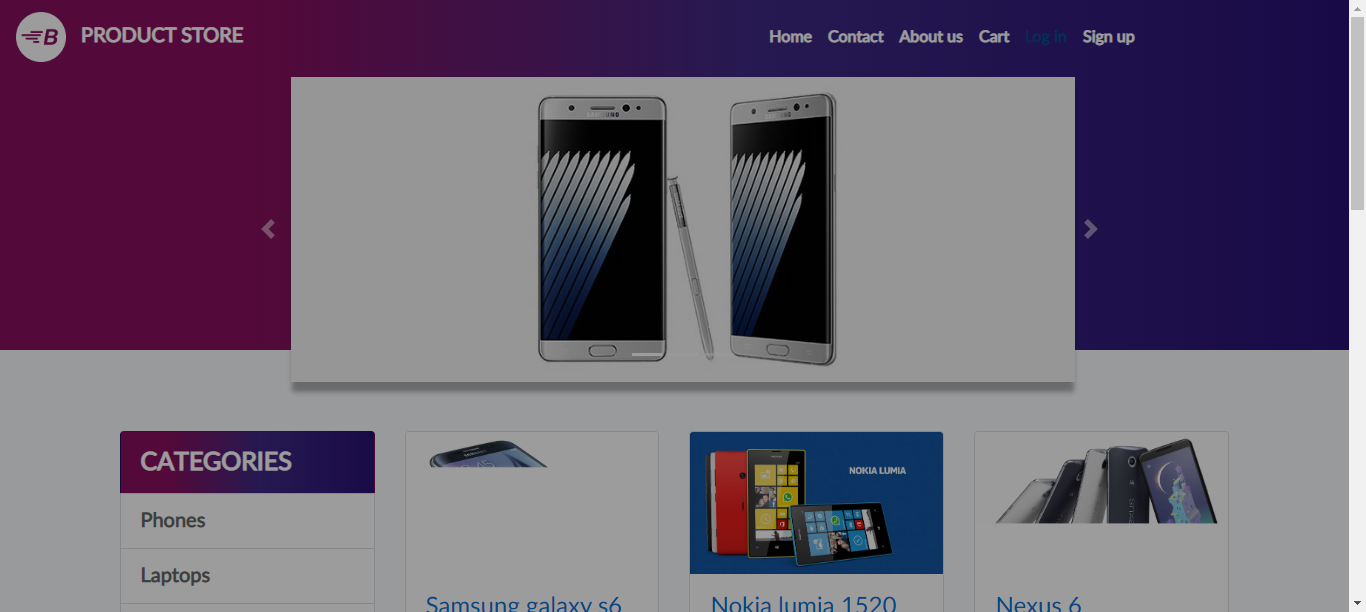 B PRODUCT STORE
Home Contact About us Cart Log in Sign up
SAMSUNG
SAMSUNG
CATEGORIES
Phones
Laptops
NOKIA LUMIA
Samsung galaxy s6
Nokia lumia 1520
Nexus 6